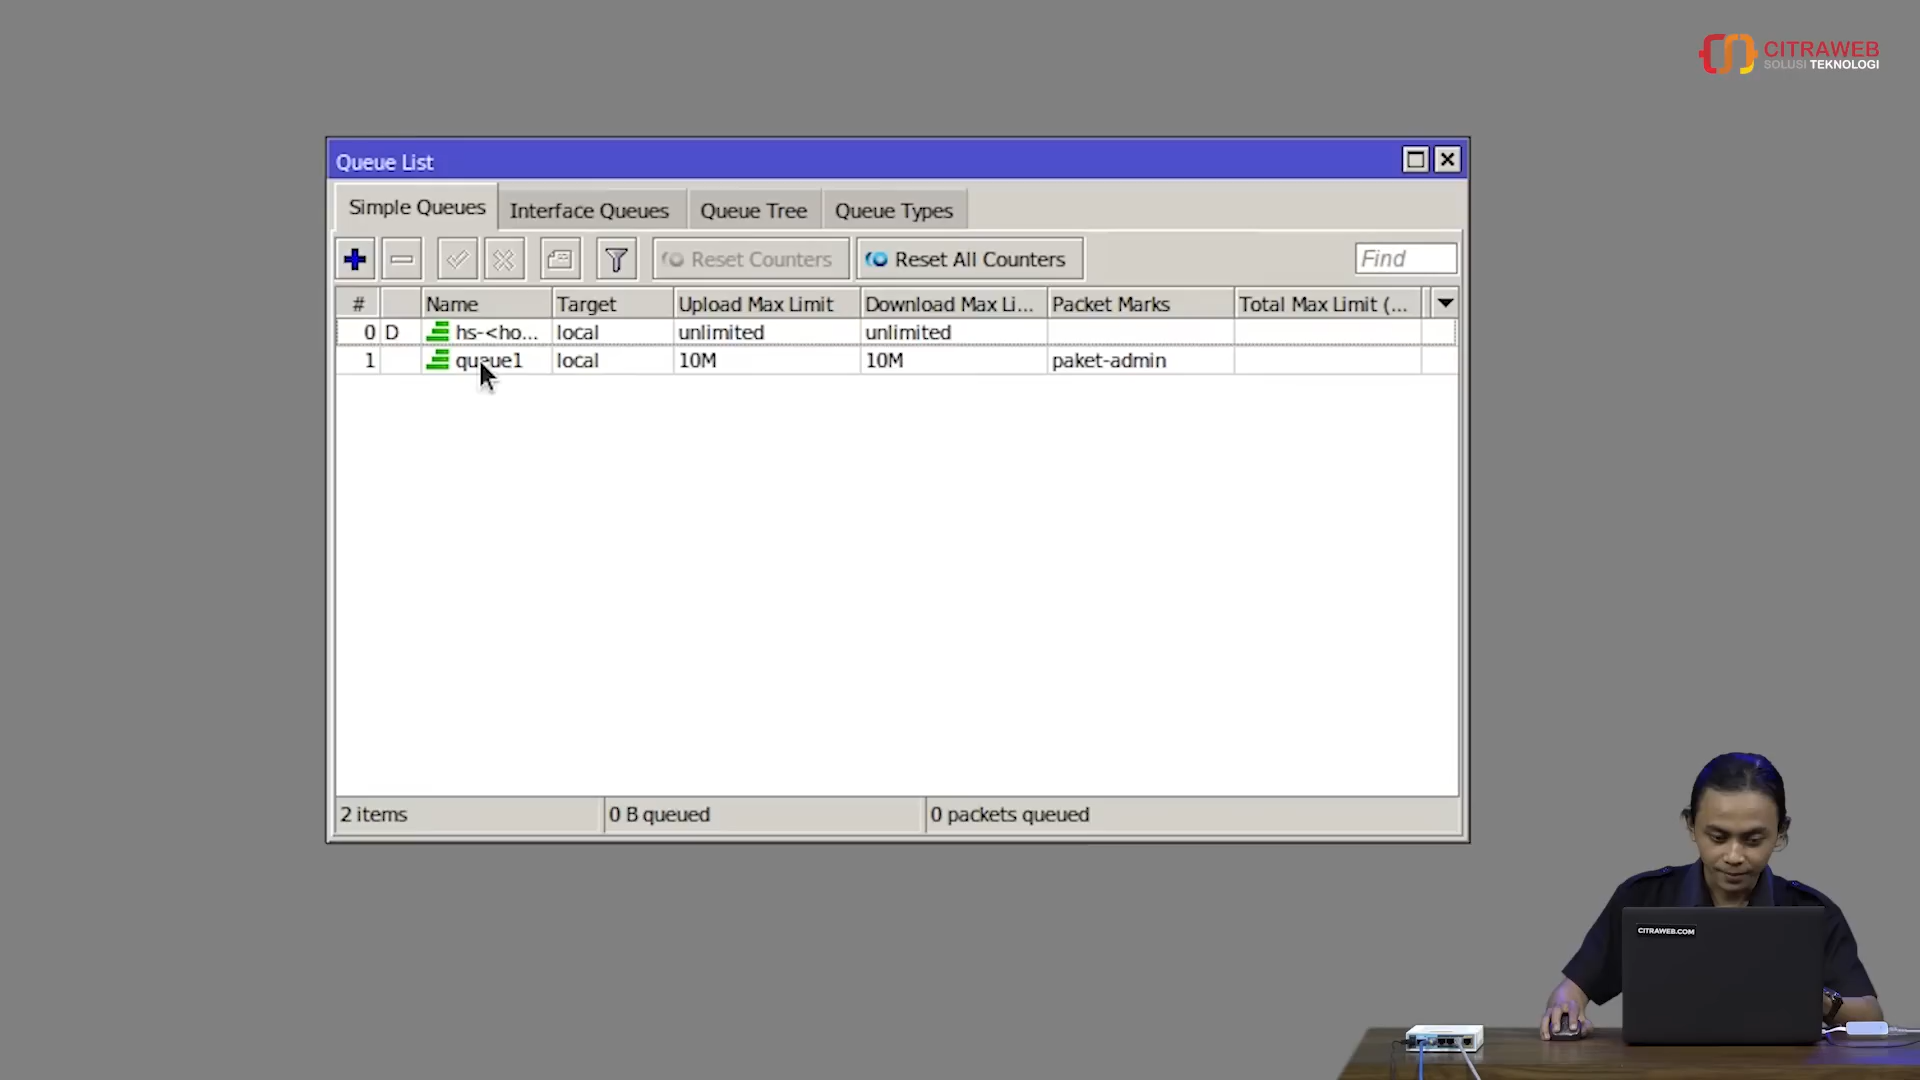 CITRAWEB
SOLUSI TEKNOLOGI
Queue List
Simple Queues Interface Queues Queue Tree Queue Types
Reset Counters Reset All Counters Find
# Name Target Upload Max Limit Download Max Li... Packet Marks Total Max Limit (...
0 D hs-<ho... local unlimited unlimited
1 queue1 local 10M 10M paket-admin
2 items 0 B queued 0 packets queued
CITRAWEB.COM